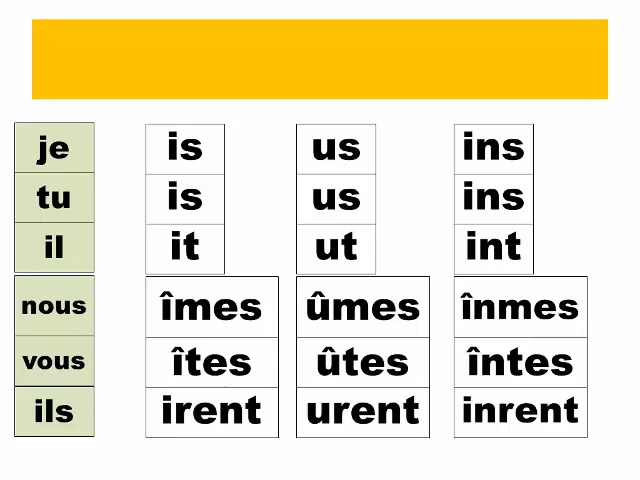 je is us ins
tu is us ins
il it ut int
nous îmes ûmes înmes
vous îtes ûtes întes
ils irent urent inrent